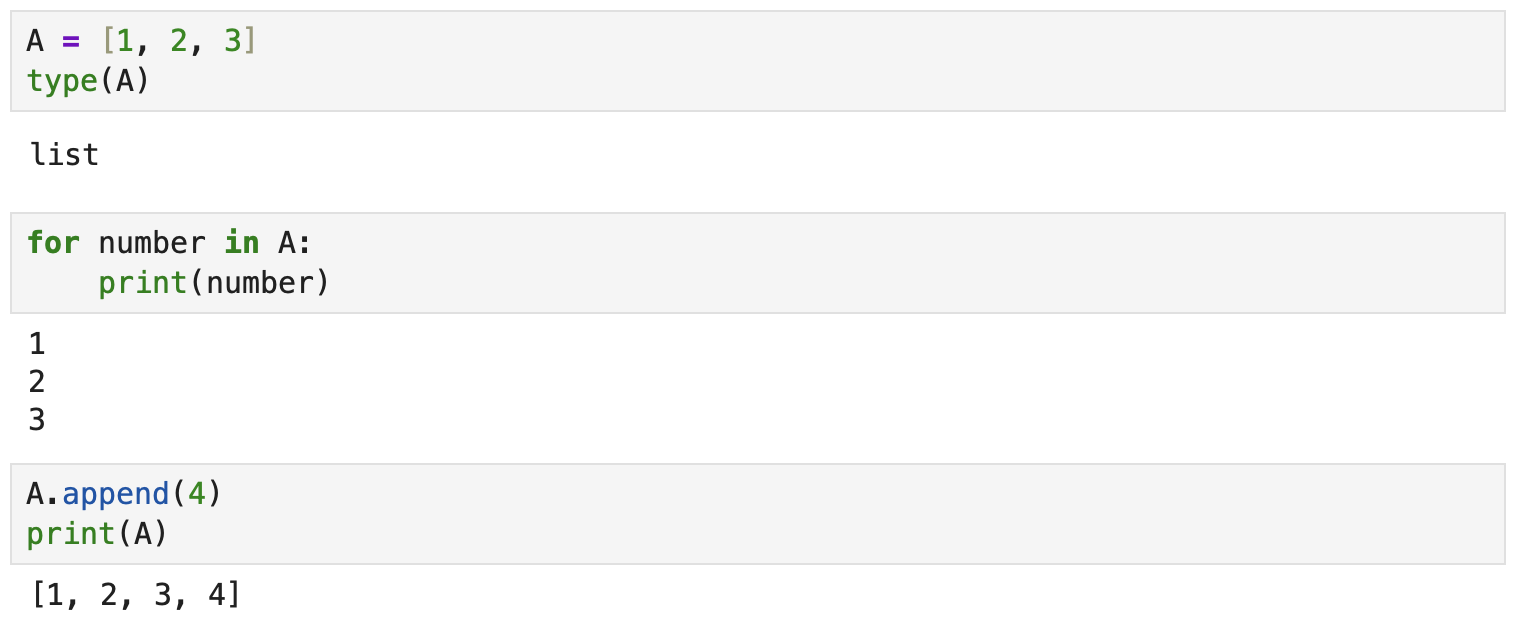 A = [1, 2, 3]
type(A)
list
for number in A:
    print(number)
1
2
3
A.append(4)
print(A)
[1, 2, 3, 4]